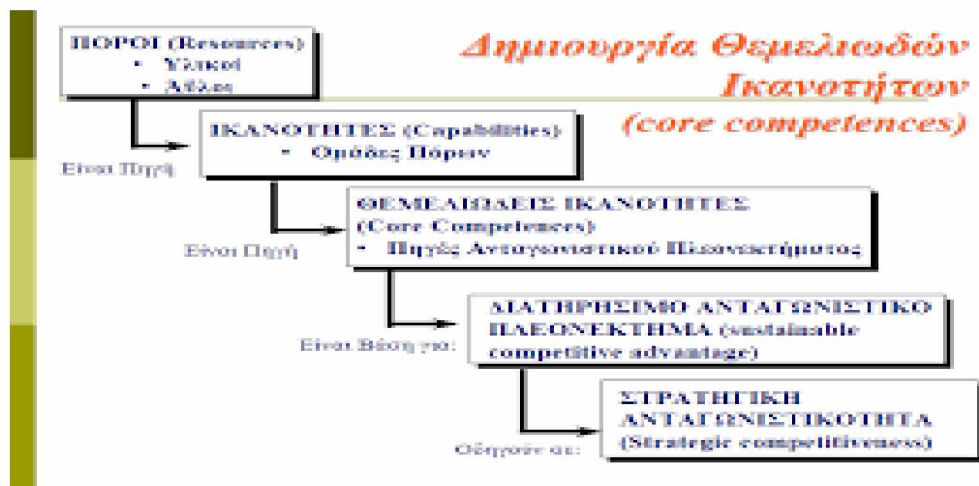 Δημιουργία Θεμελιωδών
Ικανοτήτων
(core competences)
ΠΟΡΟΙ (Resources)
• Υλικοί
• Άϋλοι
Είναι Πηγή
ΙΚΑΝΟΤΗΤΕΣ (Capabilities)
• Ομάδες Πόρων
Είναι Πηγή
ΘΕΜΕΛΙΩΔΕΙΣ ΙΚΑΝΟΤΗΤΕΣ
(Core Competences)
• Πηγές Ανταγωνιστικού Πλεονεκτήματος
Είναι Βάση για:
ΔΙΑΤΗΡΗΣΙΜΟ ΑΝΤΑΓΩΝΙΣΤΙΚΟ
ΠΛΕΟΝΕΚΤΗΜΑ (sustainable
competitive advantage)
Οδηγούν σε:
ΣΤΡΑΤΗΓΙΚΗ
ΑΝΤΑΓΩΝΙΣΤΙΚΟΤΗΤΑ
(Strategic competitiveness)